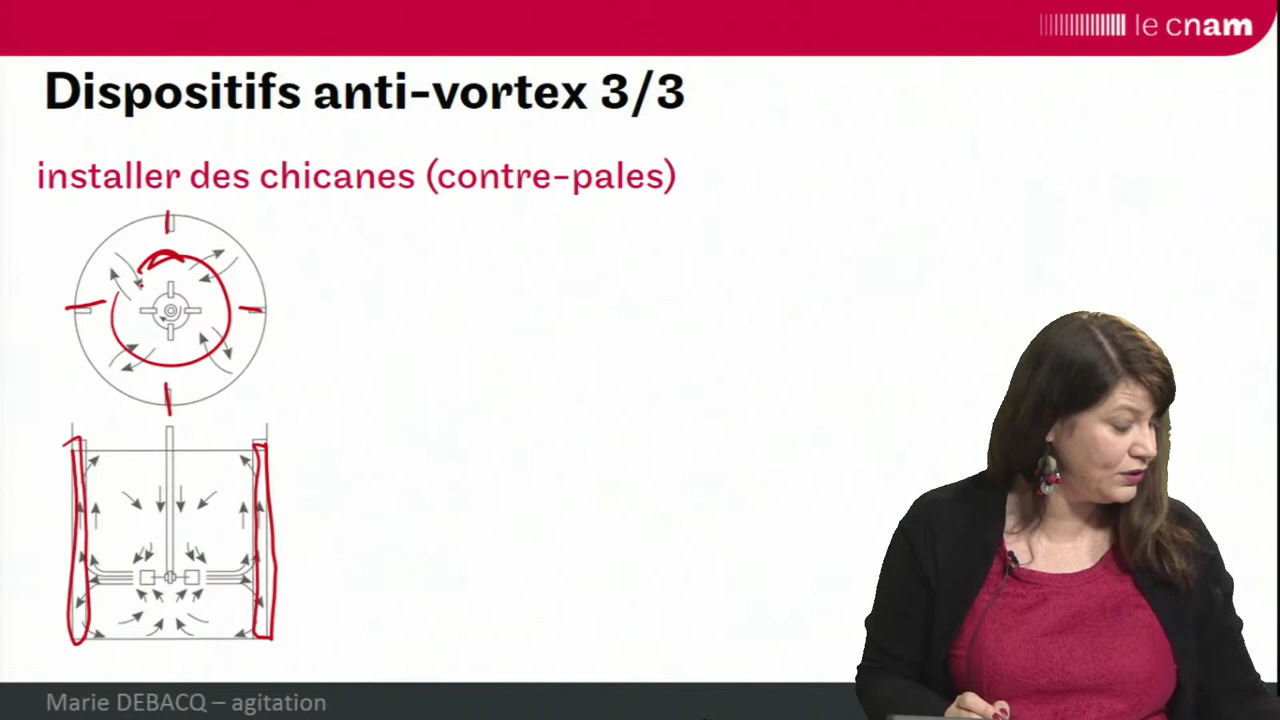 le cnam
Dispositifs anti-vortex 3/3
installer des chicanes (contre-pales)
Marie DEBACQ – agitation